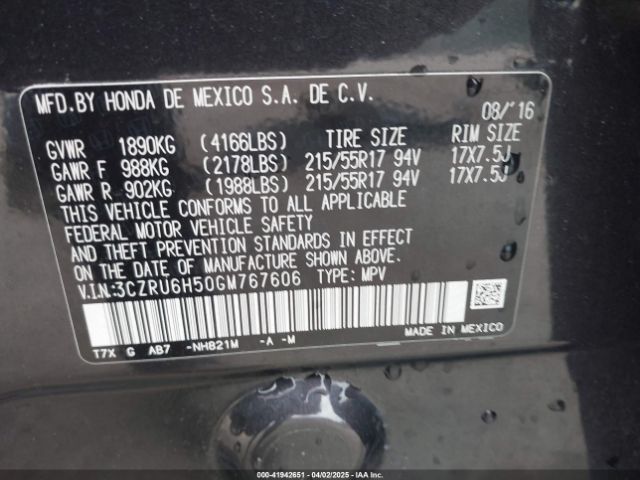 MFD.BY HONDA DE MEXICO S.A. DE C.V.
08/'16
GVWR 1890KG (4166LBS) TIRE SIZE RIM SIZE
GAWR F 988KG (2178LBS) 215/55R17 94V 17X7.5J
GAWR R 902KG (1988LBS) 215/55R17 94V 17X7.5J
THIS VEHICLE CONFORMS TO ALL APPLICABLE
FEDERAL MOTOR VEHICLE SAFETY
AND THEFT PREVENTION STANDARDS IN EFFECT
ON THE DATE OF MANUFACTURE SHOWN ABOVE.
V.I.N:3CZRU6H50GM767606 TYPE: MPV
T7X G AB7 -NH821M -A -M
MADE IN MEXICO
000-41942651 - 04/02/2025 - IAAI.COM